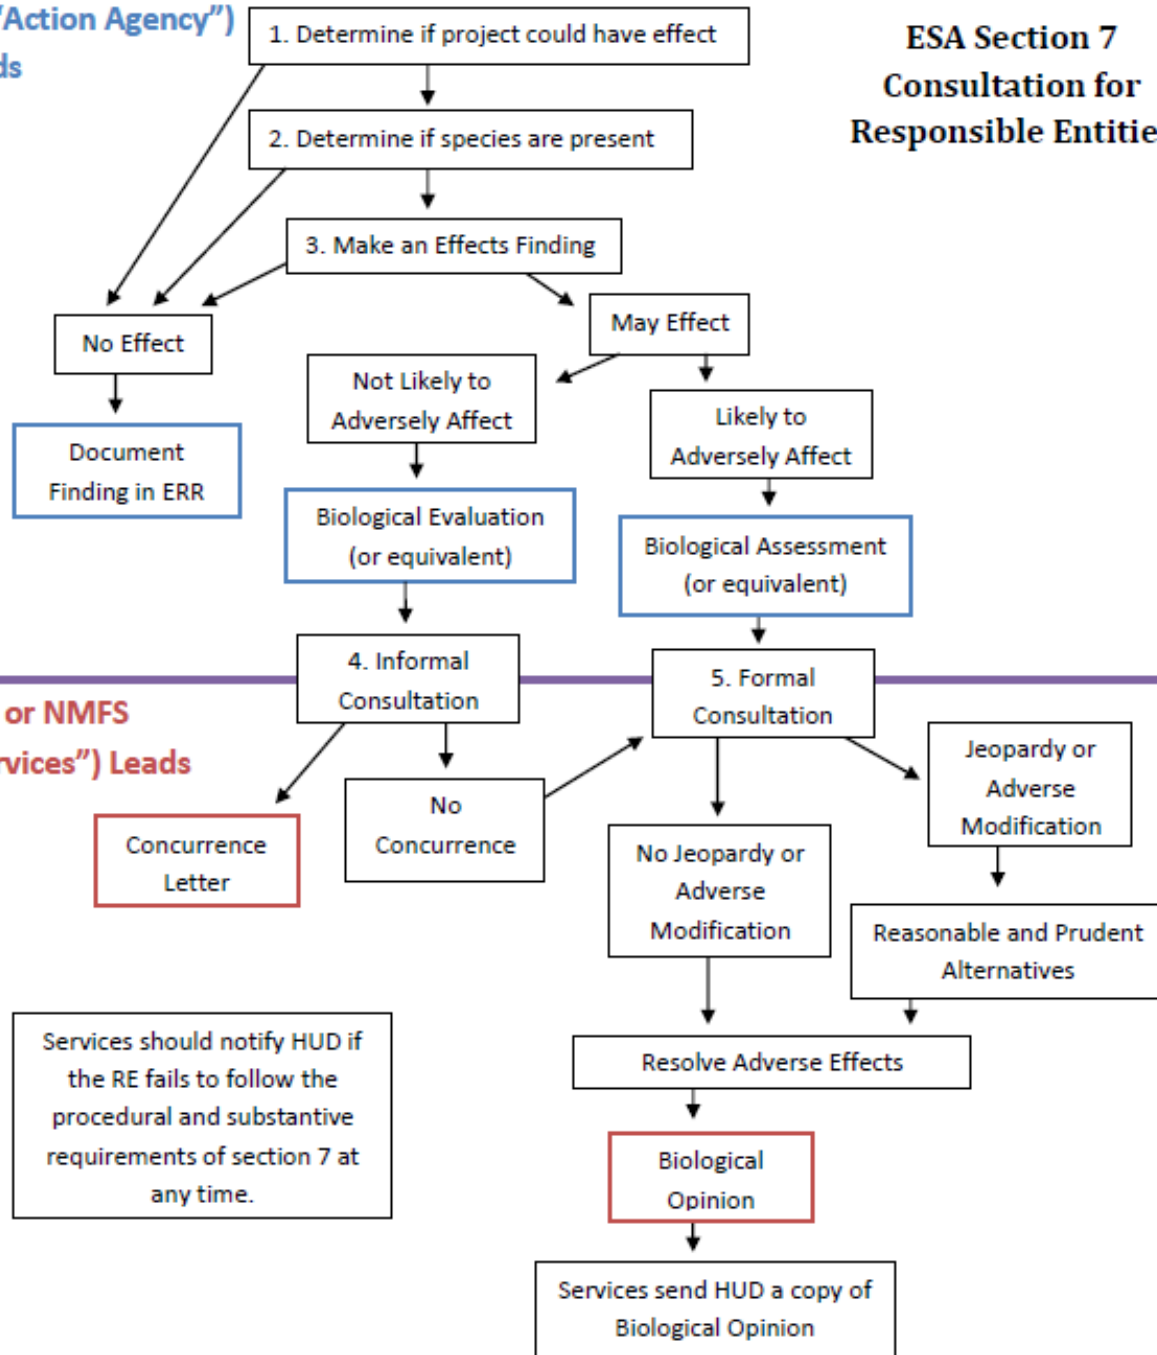 “Action Agency”)
ds
ESA Section 7
Consultation for
Responsible Entitie
1. Determine if project could have effect
2. Determine if species are present
3. Make an Effects Finding
No Effect
May Effect
Document
Finding in ERR
Not Likely to
Adversely Affect
Likely to
Adversely Affect
Biological Evaluation
(or equivalent)
Biological Assessment
(or equivalent)
4. Informal
Consultation
5. Formal
Consultation
or NMFS
rvices”) Leads
Concurrence
Letter
No
Concurrence
No Jeopardy or
Adverse
Modification
Jeopardy or
Adverse
Modification
Reasonable and Prudent
Alternatives
Services should notify HUD if
the RE fails to follow the
procedural and substantive
requirements of section 7 at
any time.
Resolve Adverse Effects
Biological
Opinion
Services send HUD a copy of
Biological Opinion